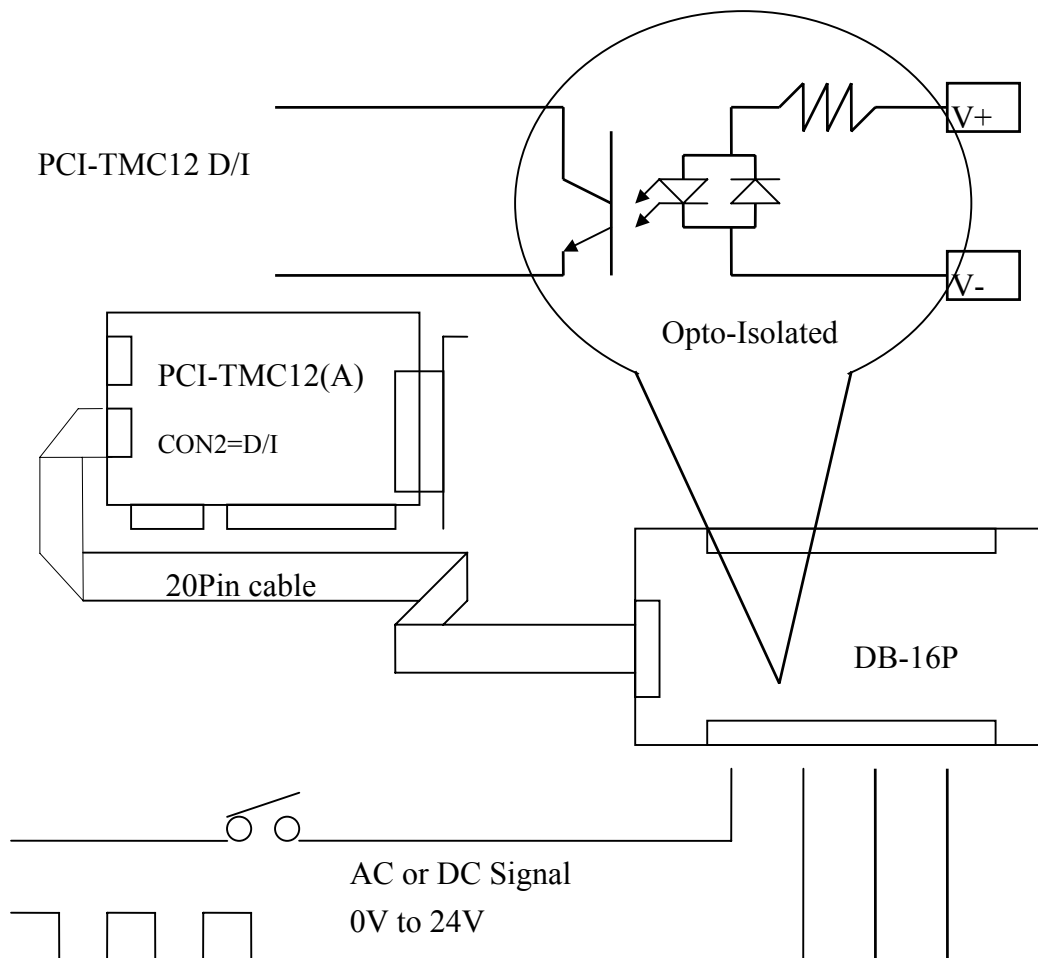 V+
PCI-TMC12 D/I
V-
Opto-Isolated
PCI-TMC12(A)
CON2=D/I
20Pin cable
DB-16P
AC or DC Signal
0V to 24V